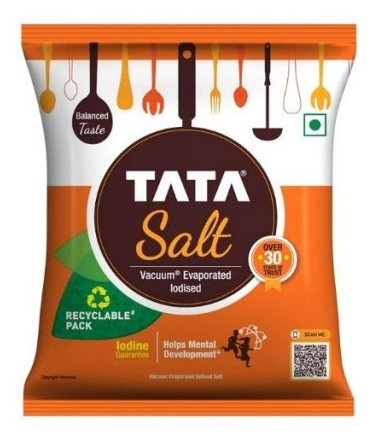 Balanced
Taste
TATA®
Salt
Vacuum® Evaporated
Iodised
OVER
30
YEARS OF
TRUST
RECYCLABLE#
PACK
Iodine
Guarantee
Helps Mental
Development*
SCAN ME
Vacuum Evaporated Iodised Salt